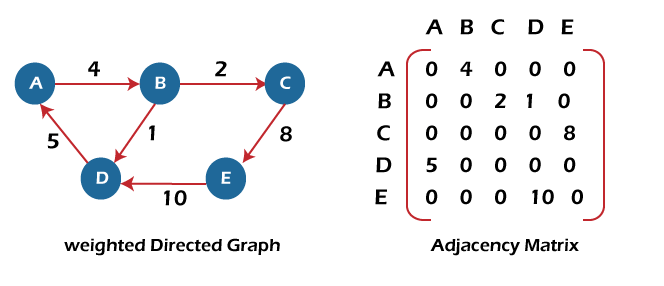 A 4 B 2 C
5 1 8
D 10 E
weighted Directed Graph
A B C D E
A 0 4 0 0 0
B 0 0 2 1 0
C 0 0 0 0 8
D 5 0 0 0 0
E 0 0 0 10 0
Adjacency Matrix